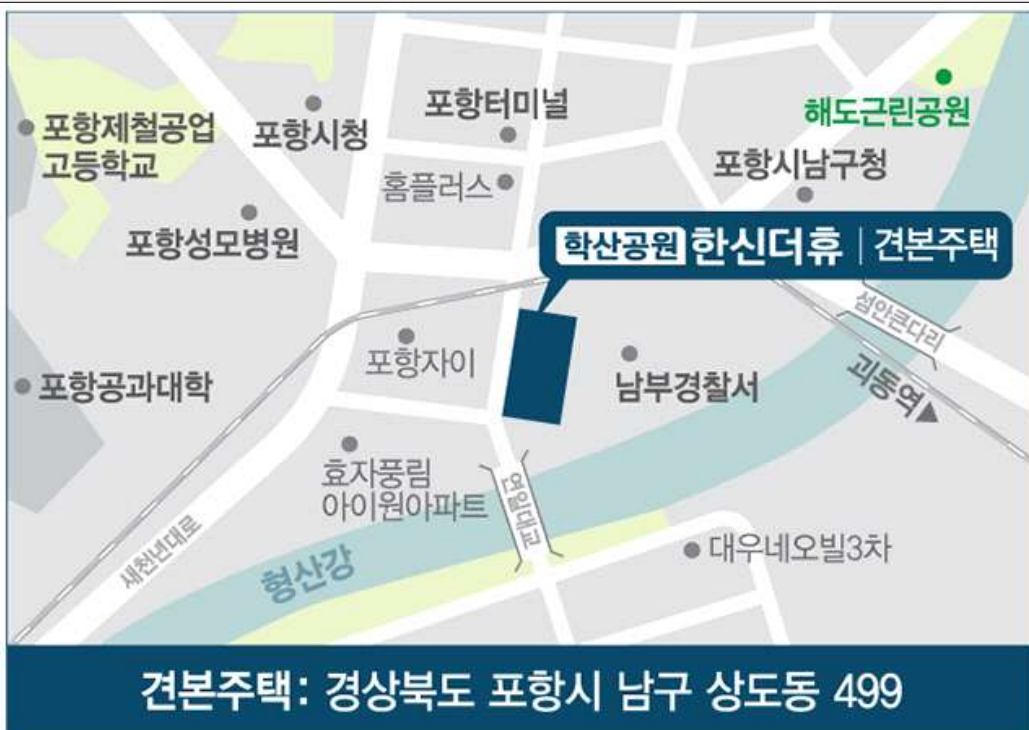 포항제철공업
고등학교
포항시청
포항터미널
해도근린공원
홈플러스
포항시남구청
포항성모병원
학산공원 한신더휴 | 견본주택
섬안큰다리
포항자이
포항공과대학
남부경찰서
괴동역▲
효자풍림
아이원아파트
연일대교
새천년대로
형산강
대우네오빌3차
견본주택: 경상북도 포항시 남구 상도동 499